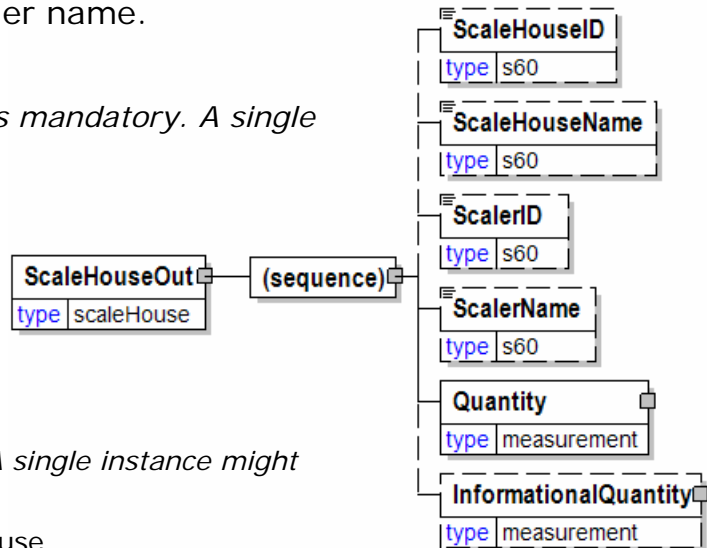 er name.
s mandatory. A single
A single instance might
use
ScaleHouseOut
type scaleHouse
(sequence)
ScaleHouseID
type s60
ScaleHouseName
type s60
ScalerID
type s60
ScalerName
type s60
Quantity
type measurement
InformationalQuantity
type measurement